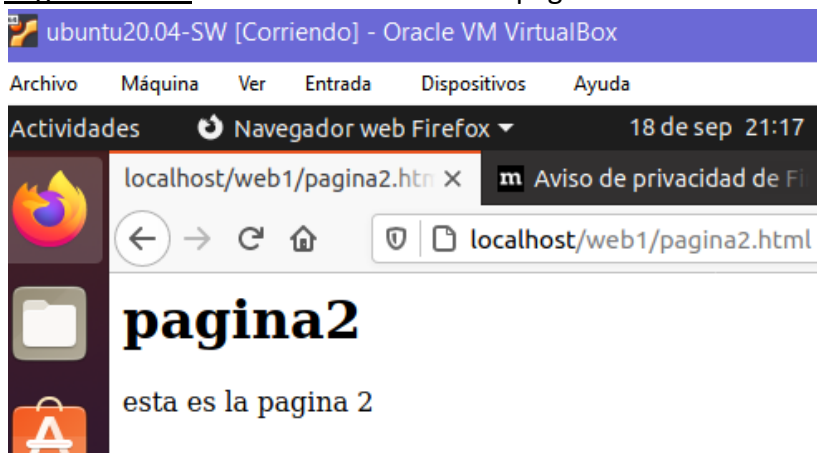 ubuntu20.04-SW [Corriendo] - Oracle VM VirtualBox
Archivo Máquina Ver Entrada Dispositivos Ayuda
Actividades Navegador web Firefox 18 de sep 21:17
localhost/web1/pagina2.htm m Aviso de privacidad de Fi
localhost/web1/pagina2.html
pagina2
esta es la pagina 2